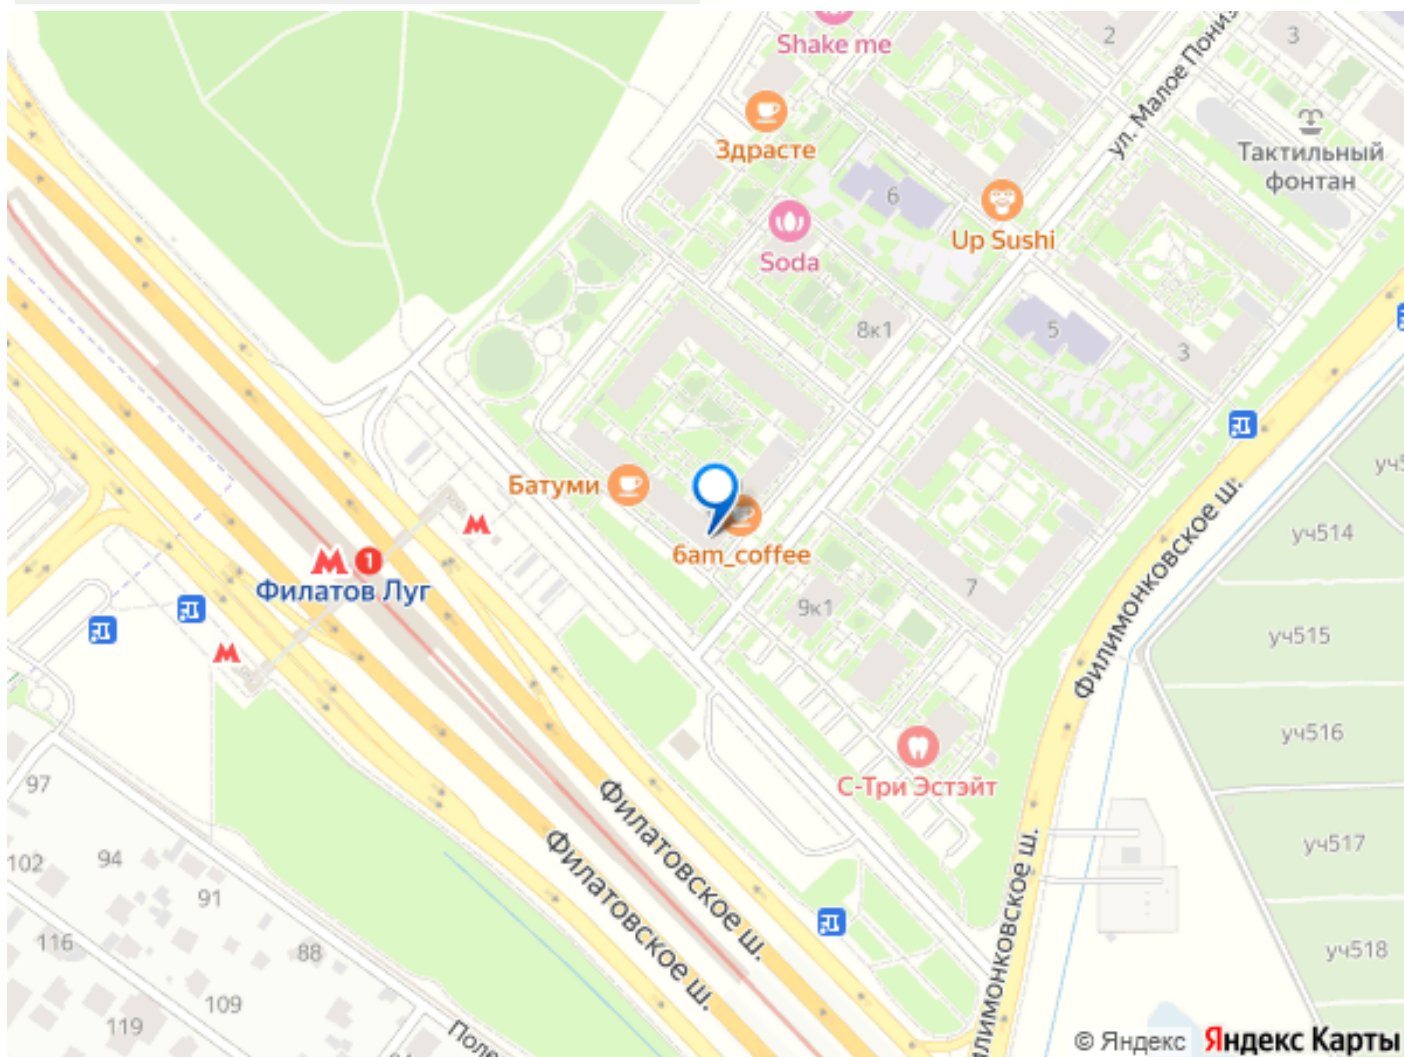 Shake me
2
3
ул. Малое Пониз
Здрасте
Тактильный
фонтан
6
Up Sushi
Soda
8к1
5
3
Батуми
6am_coffee
7
9к1
1
Филатов Луг
Филимонковское ш.
уч514
уч515
уч516
уч517
уч518
С-Три Эстэйт
Филатовское ш.
Филатовское ш.
97
102
94
91
116
88
109
119
© Яндекс Яндекс Карты